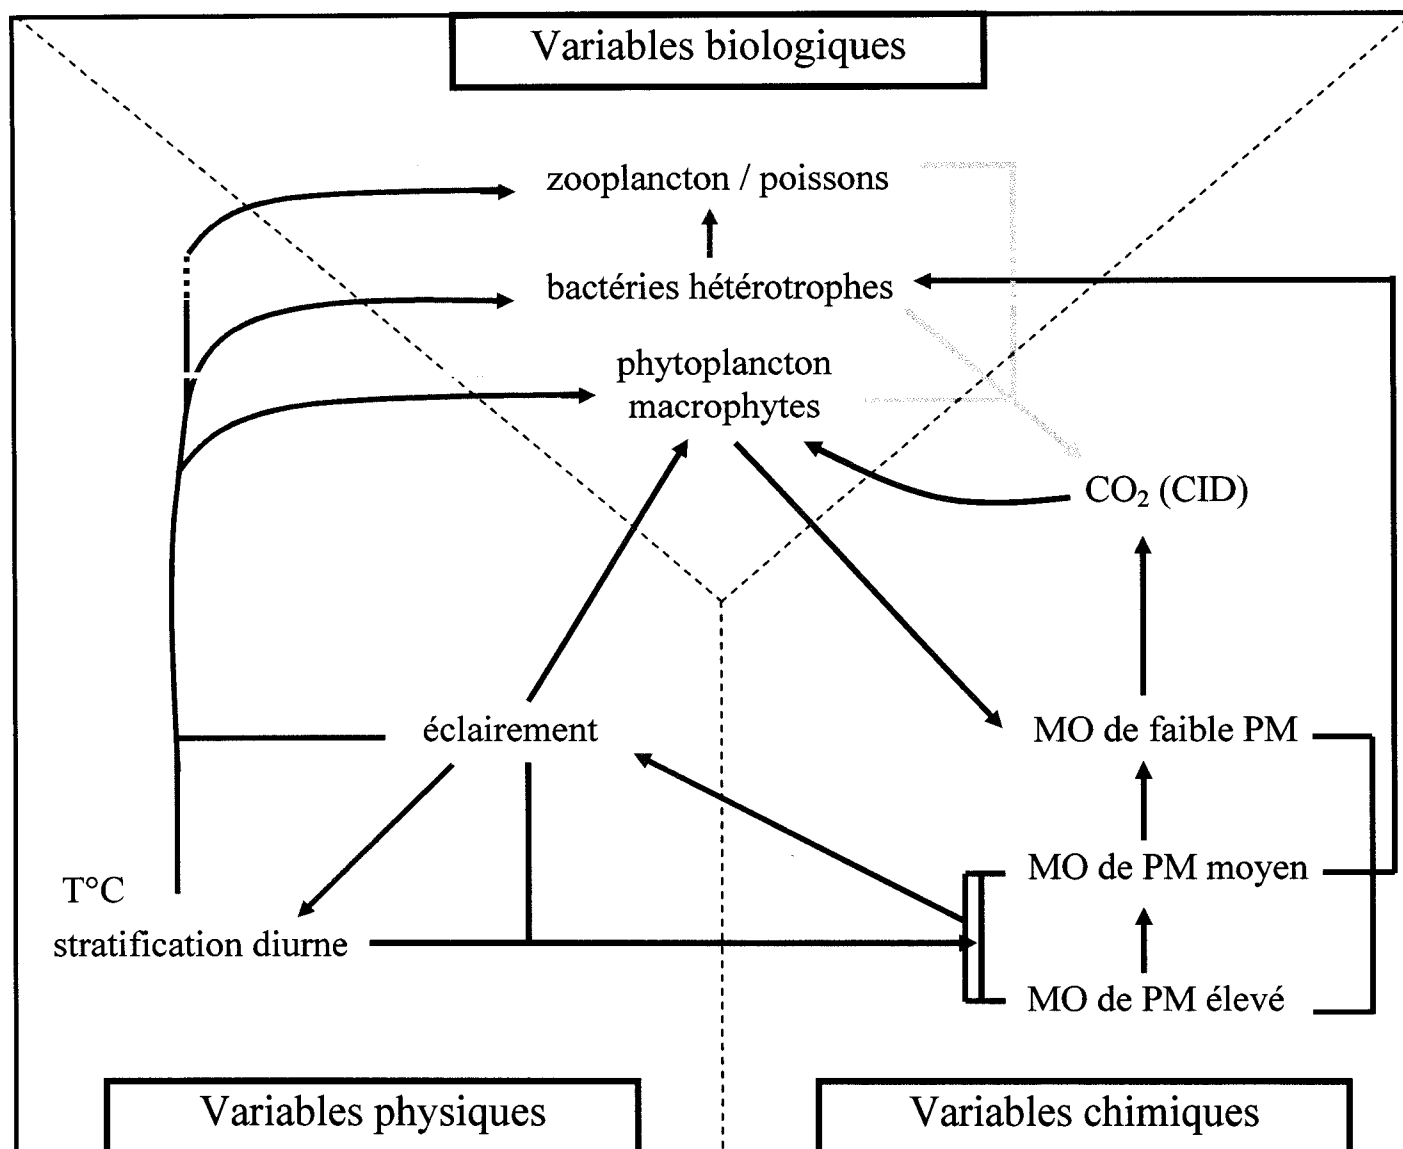 Variables biologiques
zooplancton / poissons
bactéries hétérotrophes
phytoplancton
macrophytes
CO₂ (CID)
éclairement
MO de faible PM
T°C
MO de PM moyen
stratification diurne
MO de PM élevé
Variables physiques
Variables chimiques